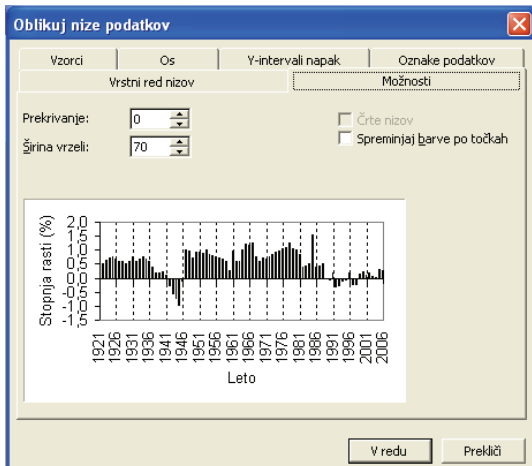 Oblikuj nize podatkov
Vzorci Os Y-intervali napak Oznake podatkov
Vrstni red nizov Možnosti
Prekrivanje: 0
Širina vrzeli: 70
Črte nizov
Spreminjaj barve po točkah
Stopnja rasti (%)
2,0
1,5
1,0
0,5
0,0
-0,5
-1,0
-1,5
1921 1926 1931 1936 1941 1946 1951 1956 1961 1966 1971 1976 1981 1986 1991 1996 2001 2006
Leto
V redu Prekliči